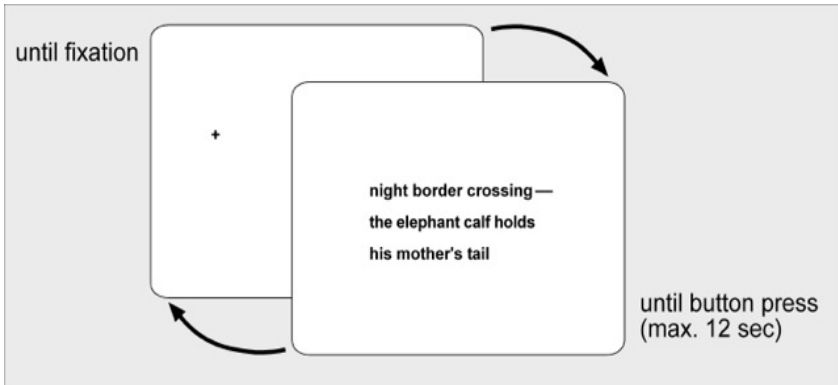 until fixation
+
night border crossing—
the elephant calf holds
his mother's tail
until button press
(max. 12 sec)